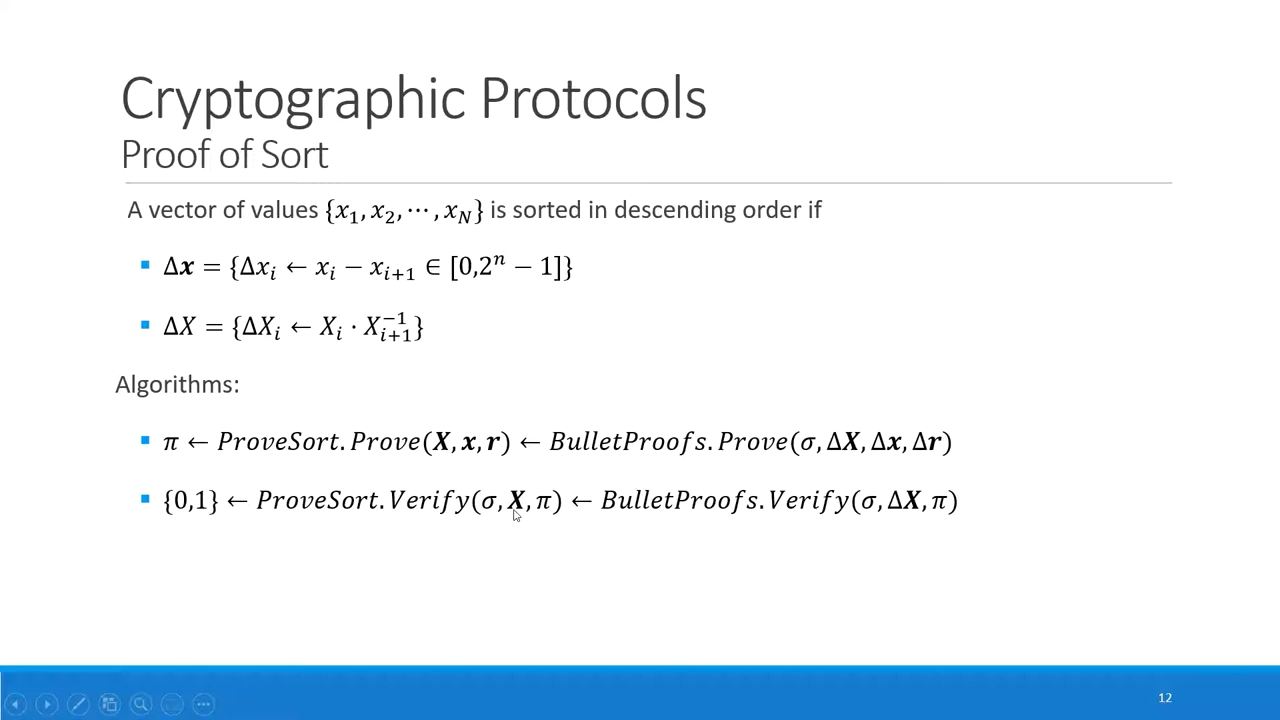 Cryptographic Protocols
Proof of Sort
A vector of values {x₁, x₂, ⋯, x_N} is sorted in descending order if
▪ Δ𝒙 = {Δxᵢ ← xᵢ − xᵢ₊₁ ∈ [0,2ⁿ − 1]}
▪ ΔX = {ΔXᵢ ← Xᵢ · Xᵢ₊₁⁻¹}
Algorithms:
▪ π ← ProveSort.Prove(𝑿, 𝒙, 𝒓) ← BulletProofs.Prove(σ, Δ𝑿, Δ𝒙, Δ𝒓)
▪ {0,1} ← ProveSort.Verify(σ, 𝑿, π) ← BulletProofs.Verify(σ, Δ𝑿, π)
12